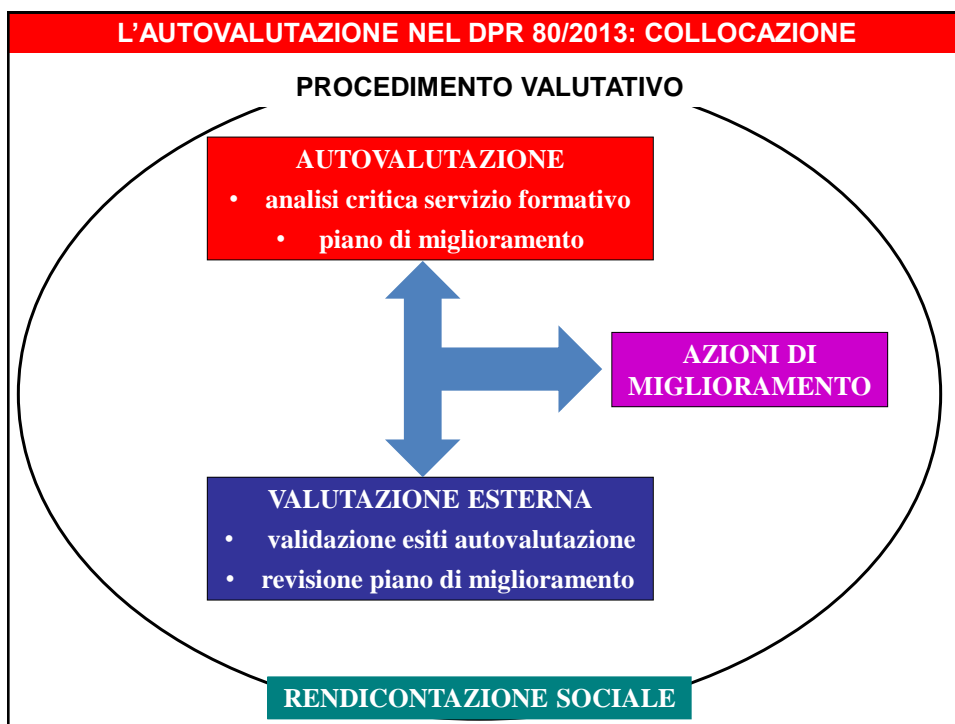 L’AUTOVALUTAZIONE NEL DPR 80/2013: COLLOCAZIONE
PROCEDIMENTO VALUTATIVO
AUTOVALUTAZIONE
• analisi critica servizio formativo
• piano di miglioramento
AZIONI DI
MIGLIORAMENTO
VALUTAZIONE ESTERNA
• validazione esiti autovalutazione
• revisione piano di miglioramento
RENDICONTAZIONE SOCIALE